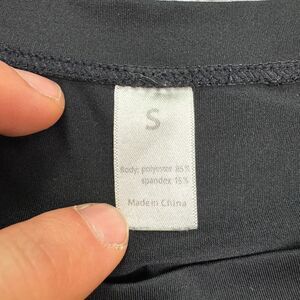 S
Body: polyester 85%
spandex 15%
Made in China